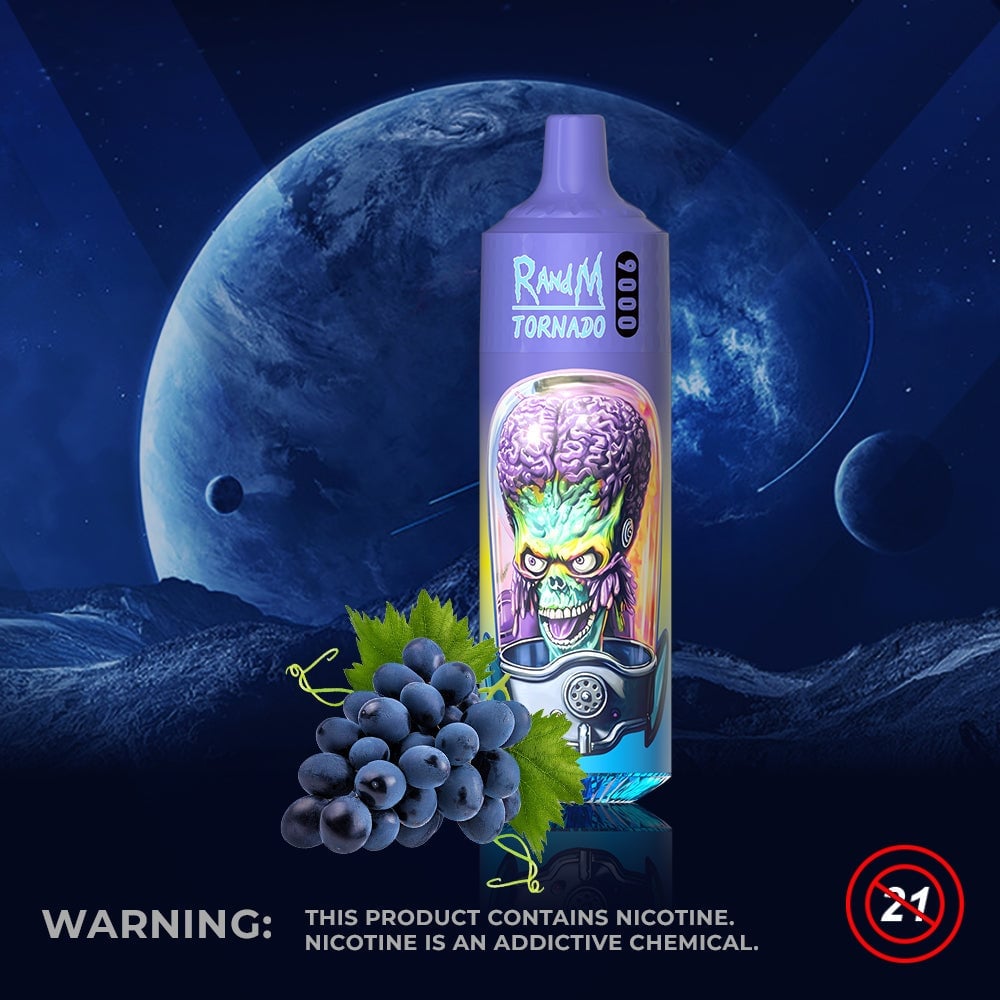 RandM
TORNADO
9000
WARNING:
THIS PRODUCT CONTAINS NICOTINE.
NICOTINE IS AN ADDICTIVE CHEMICAL.
21